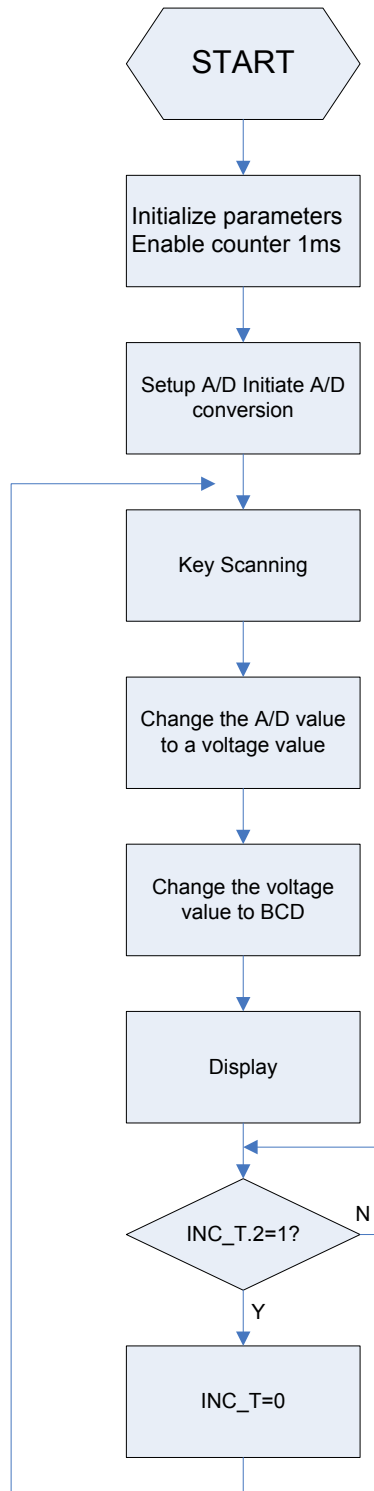 START
Initialize parameters
Enable counter 1ms
Setup A/D Initiate A/D
conversion
Key Scanning
Change the A/D value
to a voltage value
Change the voltage
value to BCD
Display
INC_T.2=1?
N
Y
INC_T=0